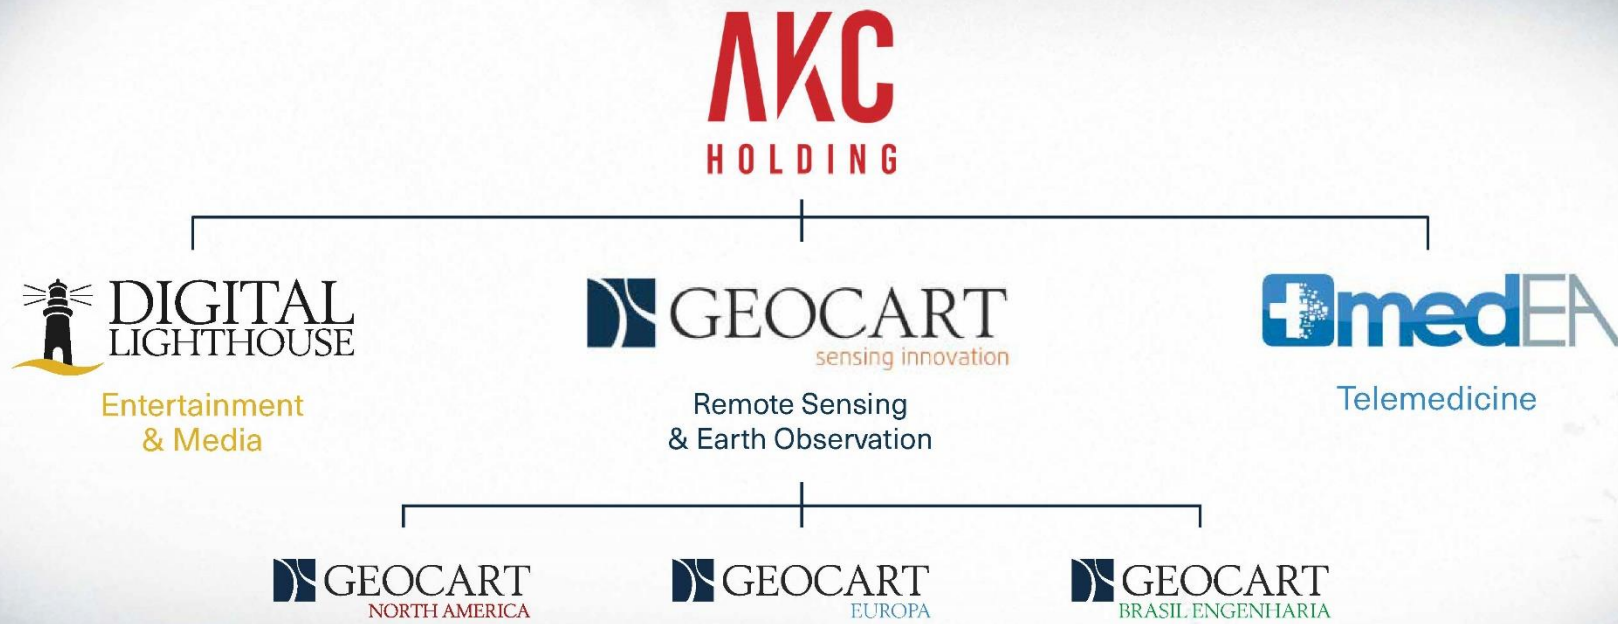 AKC
HOLDING
DIGITAL
LIGHTHOUSE
Entertainment
& Media
GEOCART
sensing innovation
Remote Sensing
& Earth Observation
medEA
Telemedicine
GEOCART
NORTH AMERICA
GEOCART
EUROPA
GEOCART
BRASIL ENGENHARIA